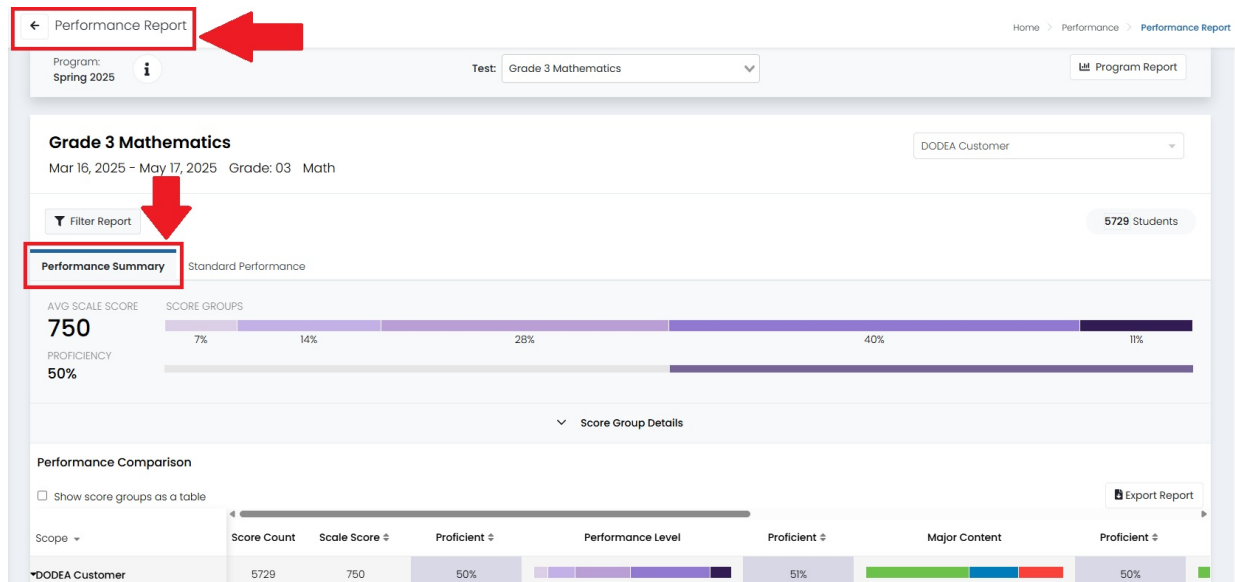 Performance Report
Home > Performance > Performance Report
Program:
Spring 2025
i
Test: Grade 3 Mathematics
Program Report
Grade 3 Mathematics
DODEA Customer
Mar 16, 2025 - May 17, 2025 Grade: 03 Math
Filter Report
5729 Students
Performance Summary Standard Performance
AVG SCALE SCORE SCORE GROUPS
750
7% 14% 28% 40% 11%
PROFICIENCY
50%
Score Group Details
Performance Comparison
Show score groups as a table
Export Report
Scope Score Count Scale Score Proficient Performance Level Proficient Major Content Proficient
DODEA Customer 5729 750 50% 51% 50%